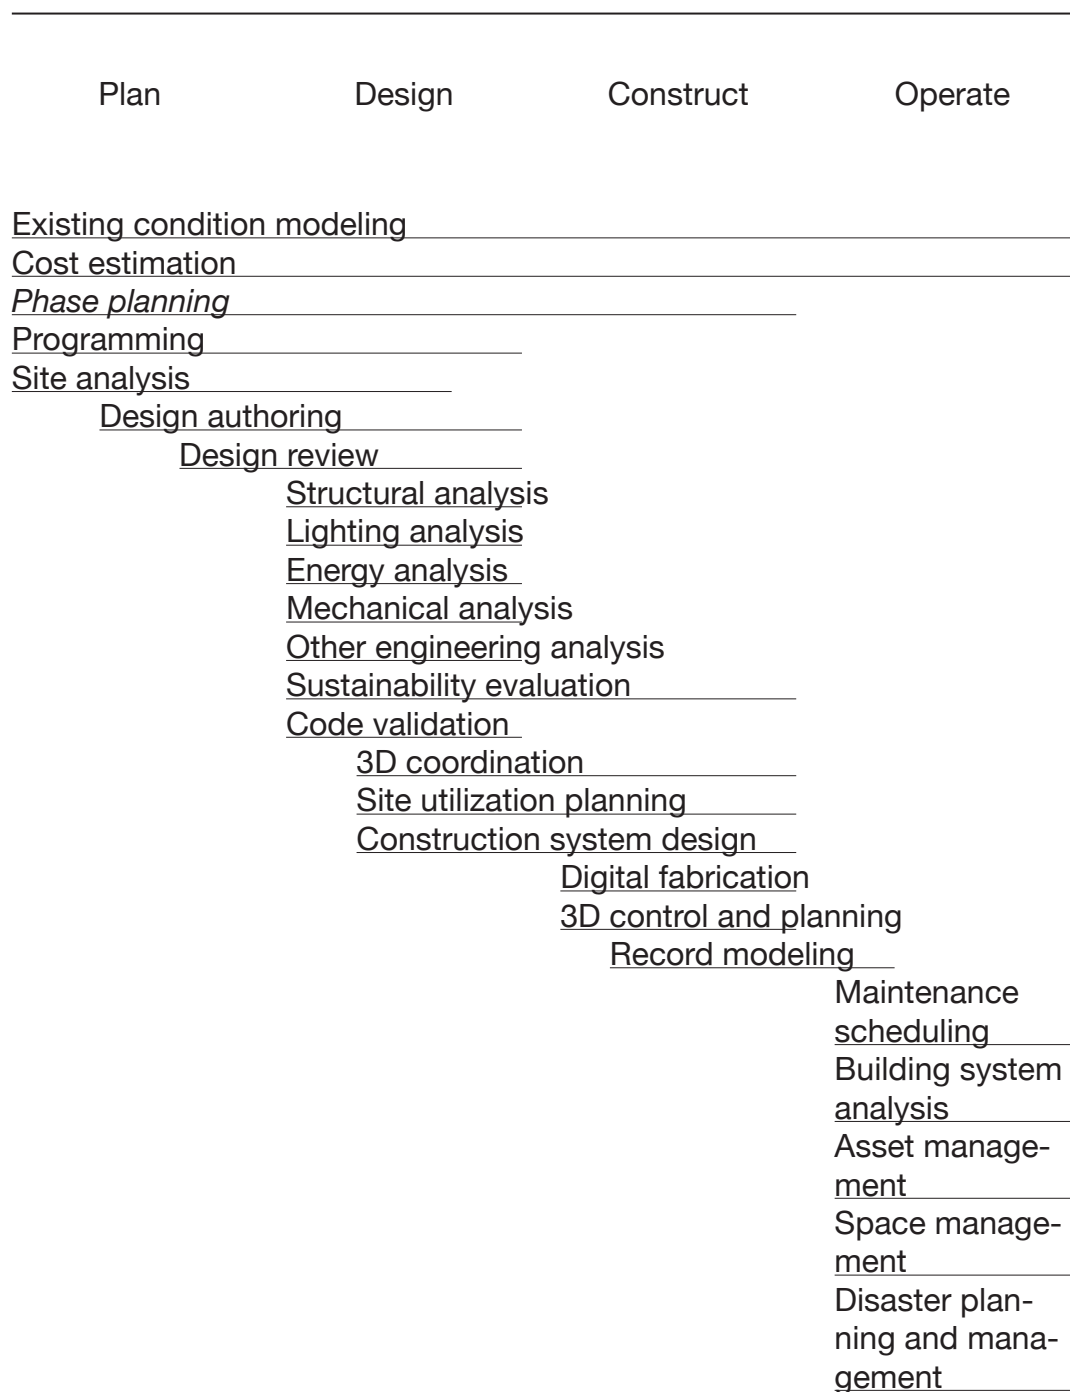 Plan Design Construct Operate
Existing condition modeling
Cost estimation
Phase planning
Programming
Site analysis
Design authoring
Design review
Structural analysis
Lighting analysis
Energy analysis
Mechanical analysis
Other engineering analysis
Sustainability evaluation
Code validation
3D coordination
Site utilization planning
Construction system design
Digital fabrication
3D control and planning
Record modeling
Maintenance
scheduling
Building system
analysis
Asset manage-
ment
Space manage-
ment
Disaster plan-
ning and mana-
gement